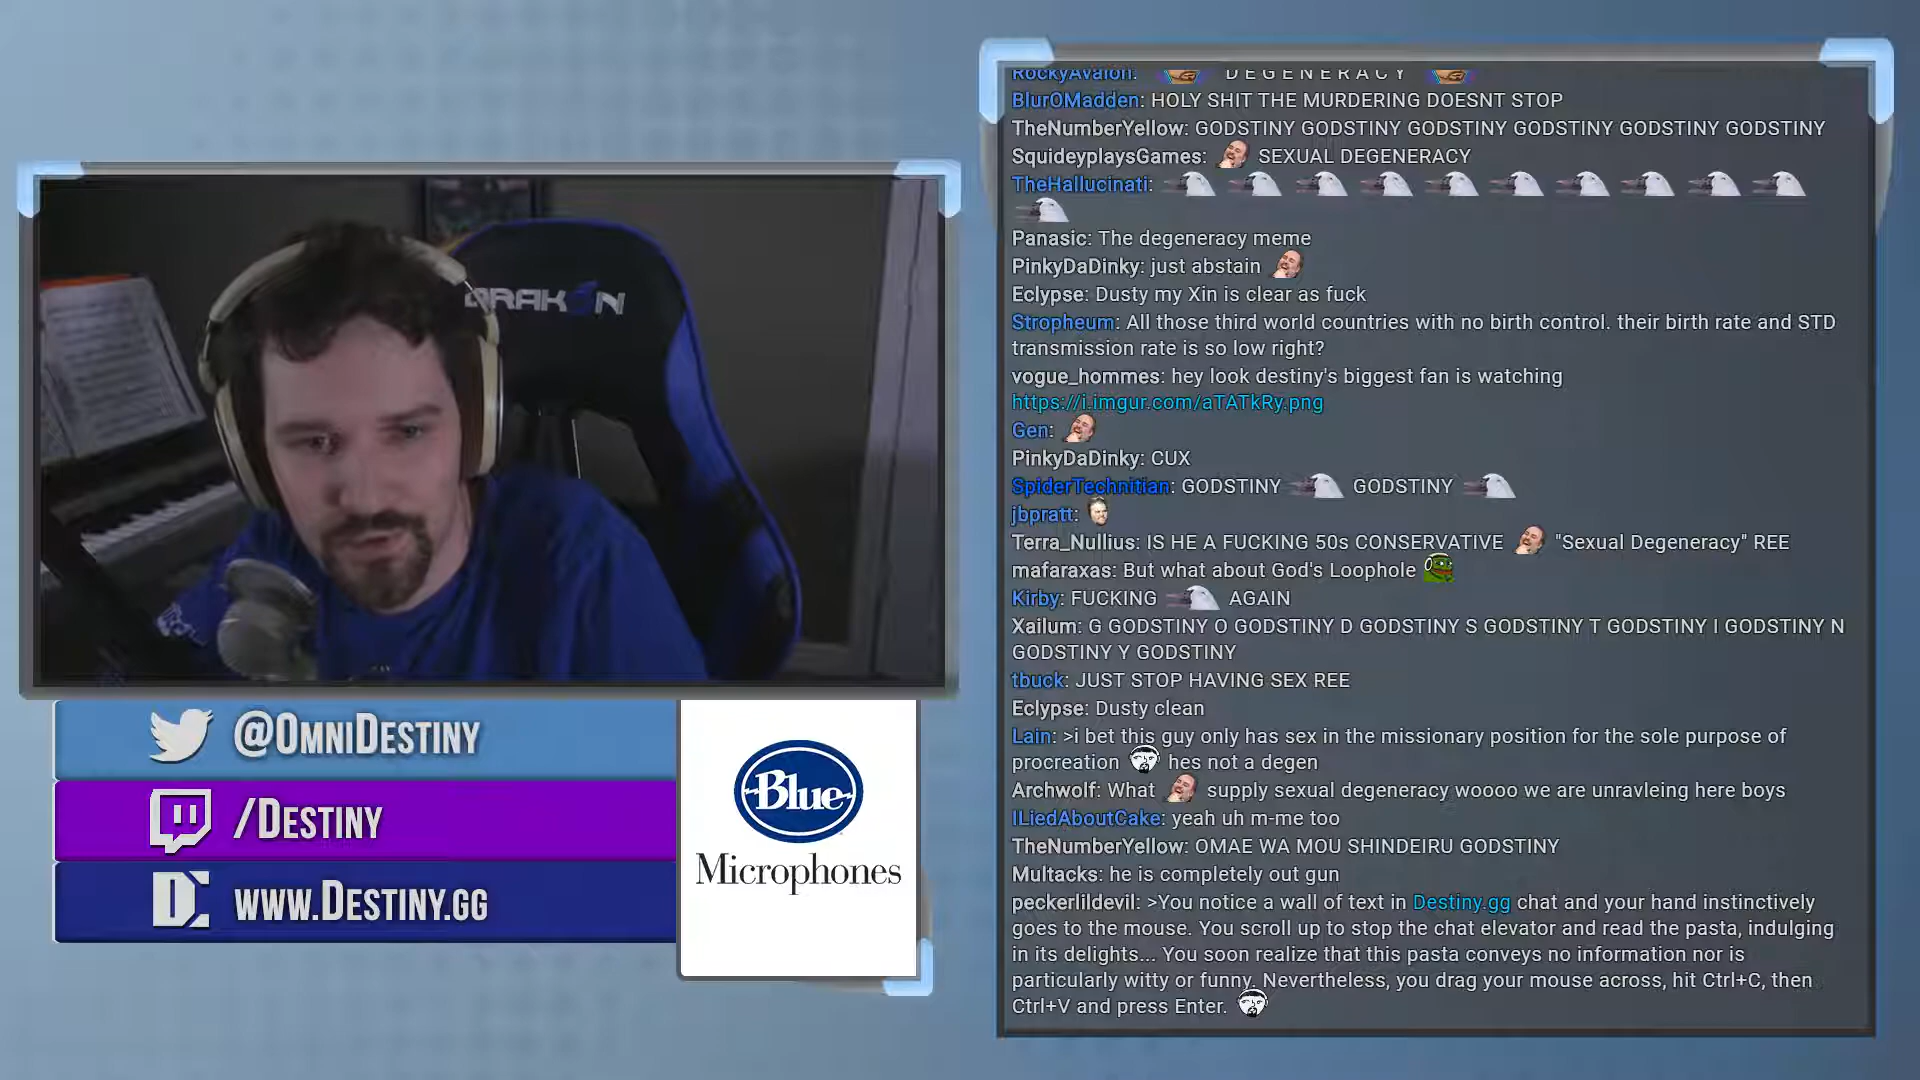 DRAKON
@OMNIDESTINY
/DESTINY
WWW.DESTINY.GG
Blue
Microphones
RockyAvalon: D E G E N E R A C Y
BlurOMadden: HOLY SHIT THE MURDERING DOESNT STOP
TheNumberYellow: GODSTINY GODSTINY GODSTINY GODSTINY GODSTINY GODSTINY
SquideyplaysGames: SEXUAL DEGENERACY
TheHallucinati:
Panasic: The degeneracy meme
PinkyDaDinky: just abstain
Eclypse: Dusty my Xin is clear as fuck
Stropheum: All those third world countries with no birth control. their birth rate and STD
transmission rate is so low right?
vogue_hommes: hey look destiny's biggest fan is watching
https://i.imgur.com/aTATkRy.png
Gen:
PinkyDaDinky: CUX
SpiderTechnitian: GODSTINY GODSTINY
jbpratt:
Terra_Nullius: IS HE A FUCKING 50s CONSERVATIVE "Sexual Degeneracy" REE
mafaraxas: But what about God's Loophole
Kirby: FUCKING AGAIN
Xailum: G GODSTINY O GODSTINY D GODSTINY S GODSTINY T GODSTINY I GODSTINY N
GODSTINY Y GODSTINY
tbuck: JUST STOP HAVING SEX REE
Eclypse: Dusty clean
Lain: >i bet this guy only has sex in the missionary position for the sole purpose of
procreation hes not a degen
Archwolf: What supply sexual degeneracy woooo we are unravleing here boys
ILiedAboutCake: yeah uh m-me too
TheNumberYellow: OMAE WA MOU SHINDEIRU GODSTINY
Multacks: he is completely out gun
peckerlildevil: >You notice a wall of text in Destiny.gg chat and your hand instinctively
goes to the mouse. You scroll up to stop the chat elevator and read the pasta, indulging
in its delights... You soon realize that this pasta conveys no information nor is
particularly witty or funny. Nevertheless, you drag your mouse across, hit Ctrl+C, then
Ctrl+V and press Enter.